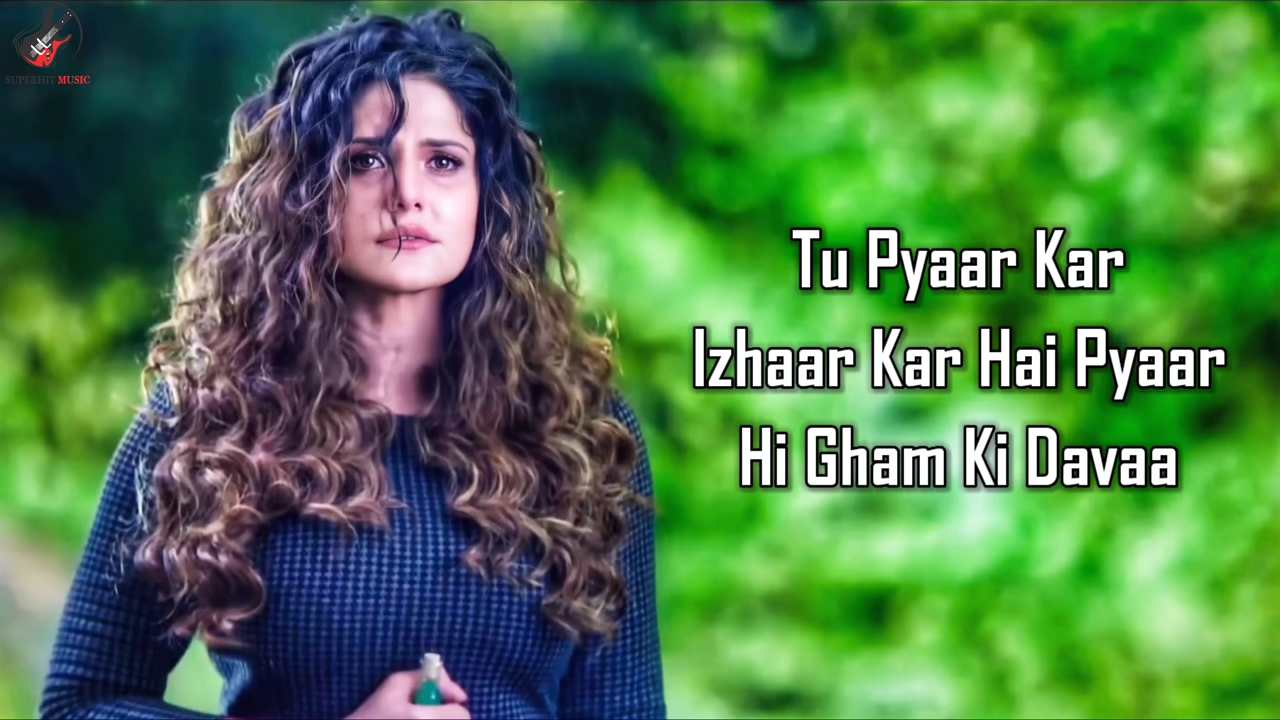 SUPERHIT MUSIC
Tu Pyaar Kar
Izhaar Kar Hai Pyaar
Hi Gham Ki Davaa